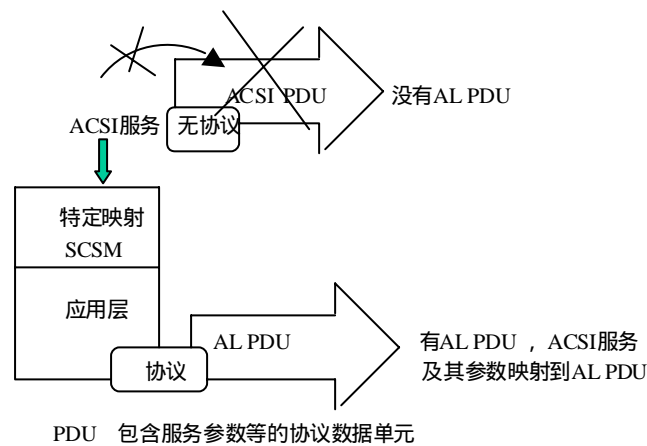 ACSI PDU
没有AL PDU
ACSI服务
无协议
特定映射
SCSM
应用层
AL PDU
协议
有AL PDU ，ACSI服务
及其参数映射到AL PDU
PDU 包含服务参数等的协议数据单元